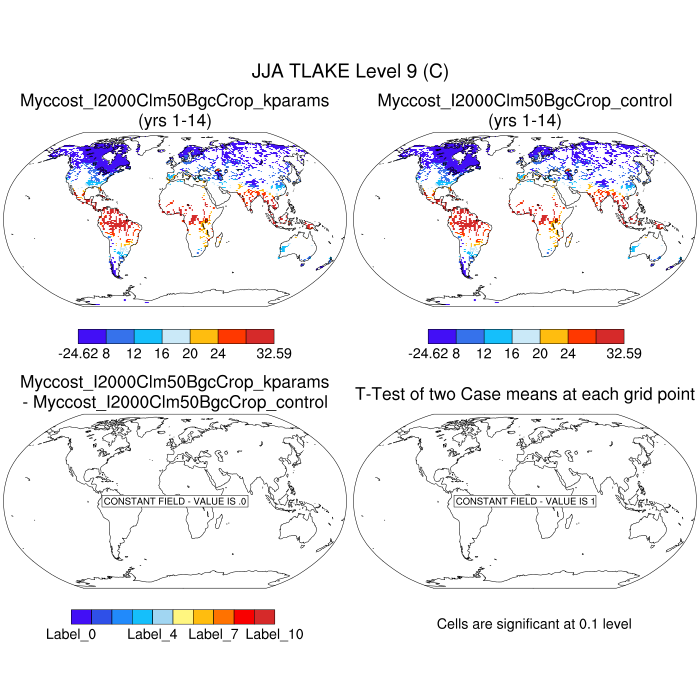 JJA TLAKE Level 9 (C)
Myccost_I2000Clm50BgcCrop_kparams
(yrs 1-14)
Myccost_I2000Clm50BgcCrop_control
(yrs 1-14)
-24.62 8 12 16 20 24 32.59
-24.62 8 12 16 20 24 32.59
Myccost_I2000Clm50BgcCrop_kparams
- Myccost_I2000Clm50BgcCrop_control
T-Test of two Case means at each grid point
CONSTANT FIELD - VALUE IS .0
CONSTANT FIELD - VALUE IS 1
Label_0 Label_4 Label_7 Label_10
Cells are significant at 0.1 level